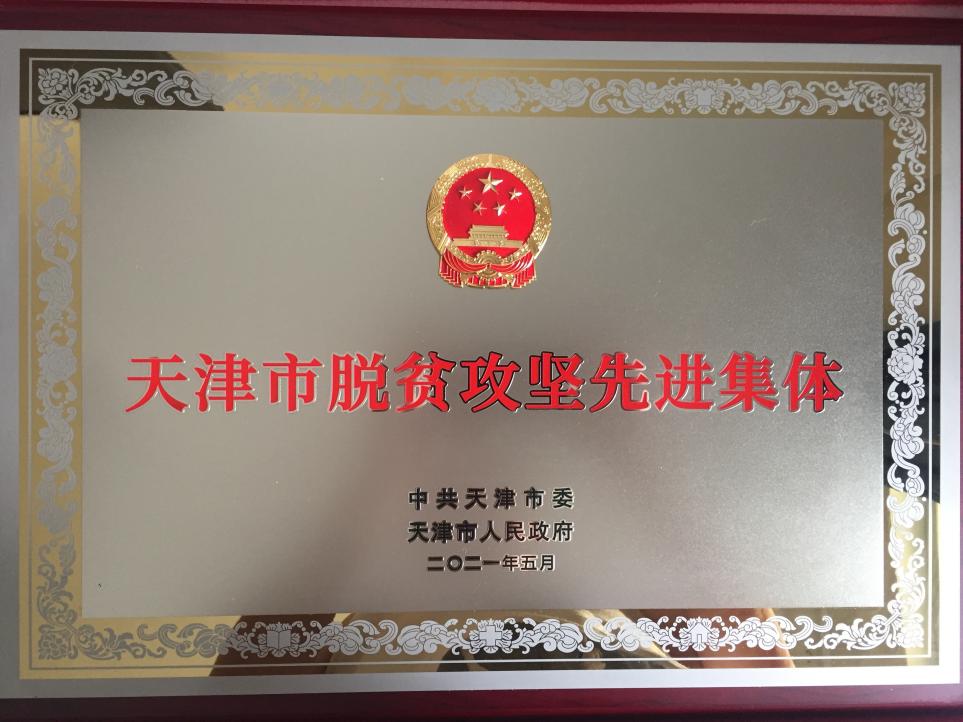 天津市脱贫攻坚先进集体
中共天津市委
天津市人民政府
二〇二一年五月